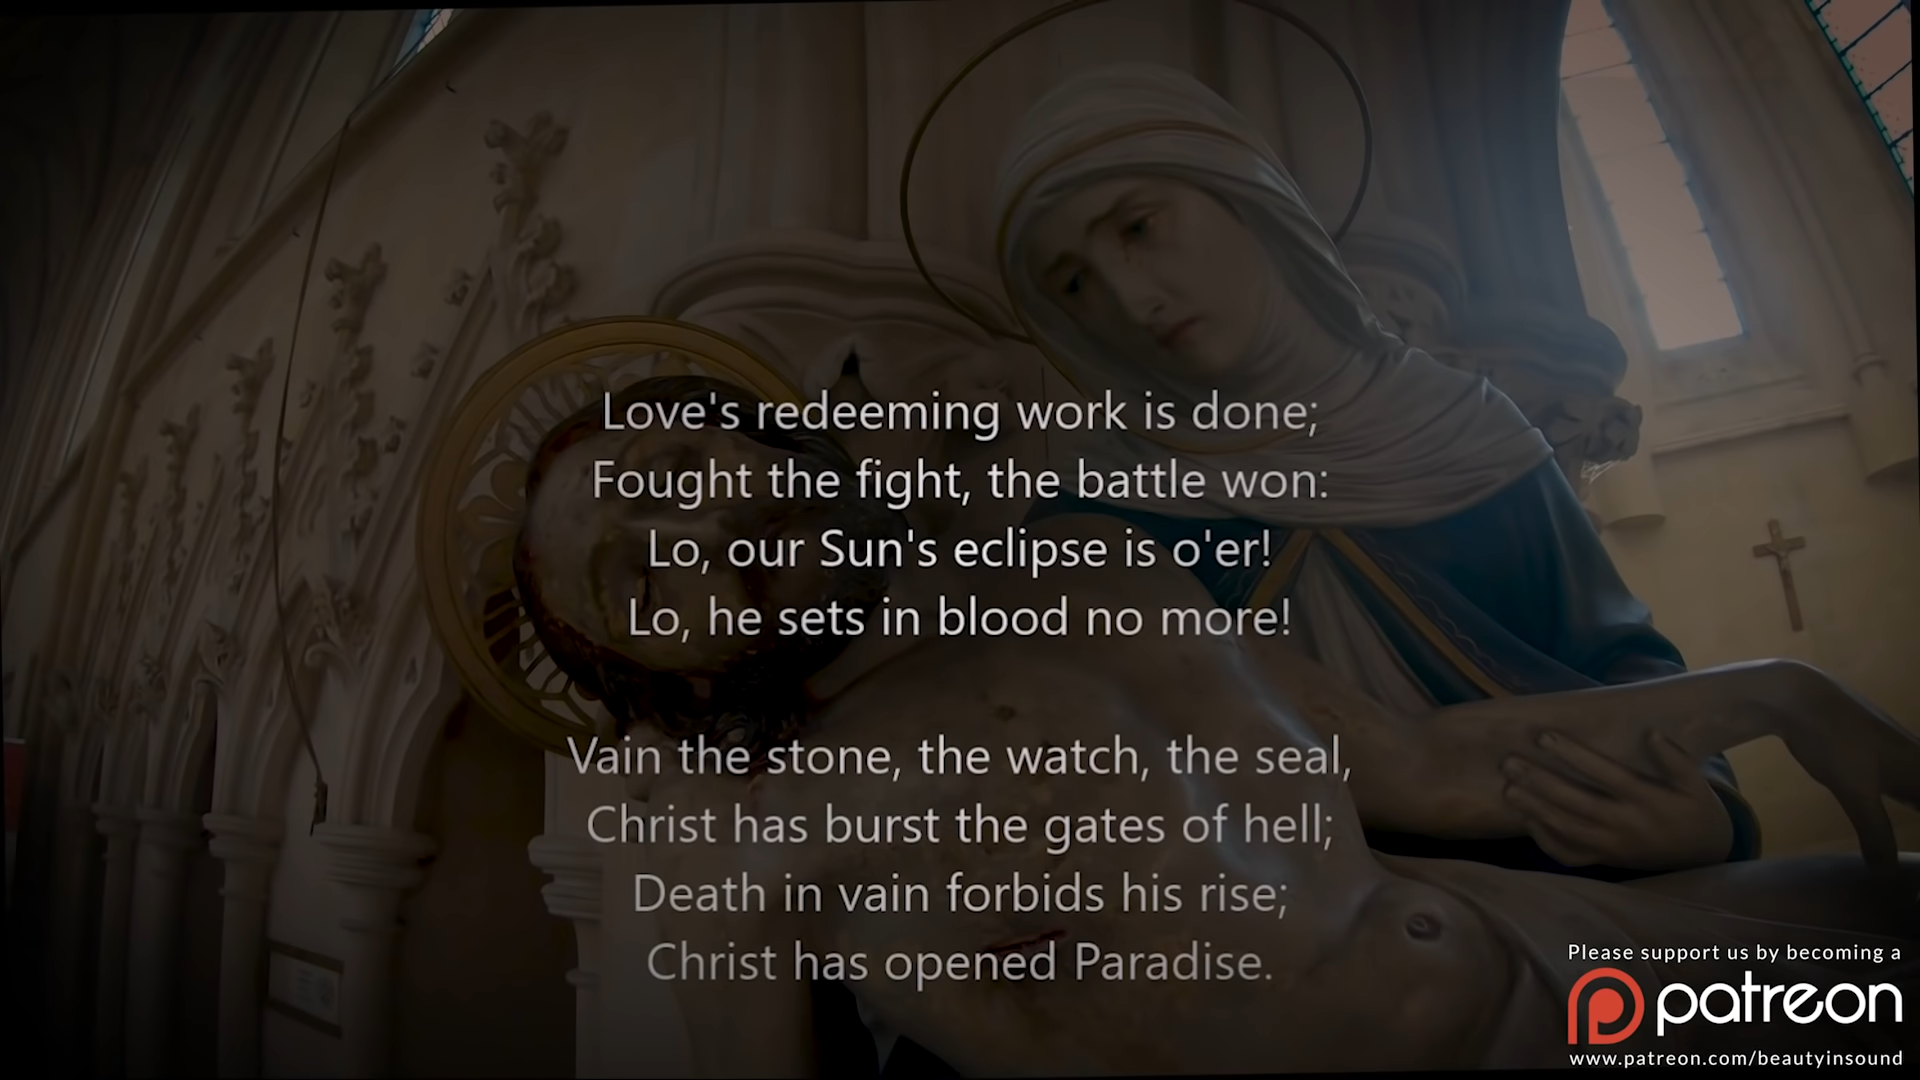 Love's redeeming work is done;
Fought the fight, the battle won:
Lo, our Sun's eclipse is o'er!
Lo, he sets in blood no more!
Vain the stone, the watch, the seal,
Christ has burst the gates of hell;
Death in vain forbids his rise;
Christ has opened Paradise.
Please support us by becoming a
patreon
www.patreon.com/beautyinsound